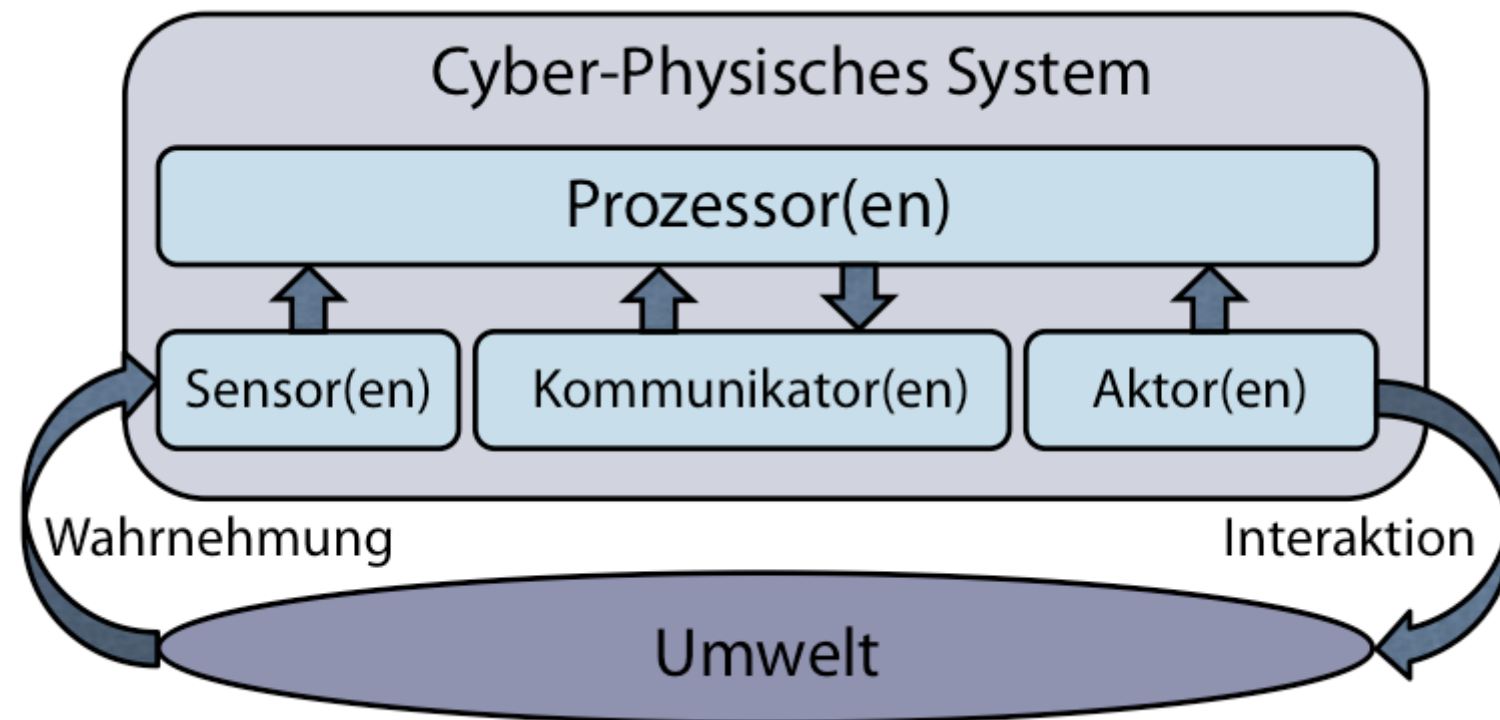 Cyber-Physisches System
Prozessor(en)
Sensor(en)
Kommunikator(en)
Aktor(en)
Wahrnehmung
Interaktion
Umwelt